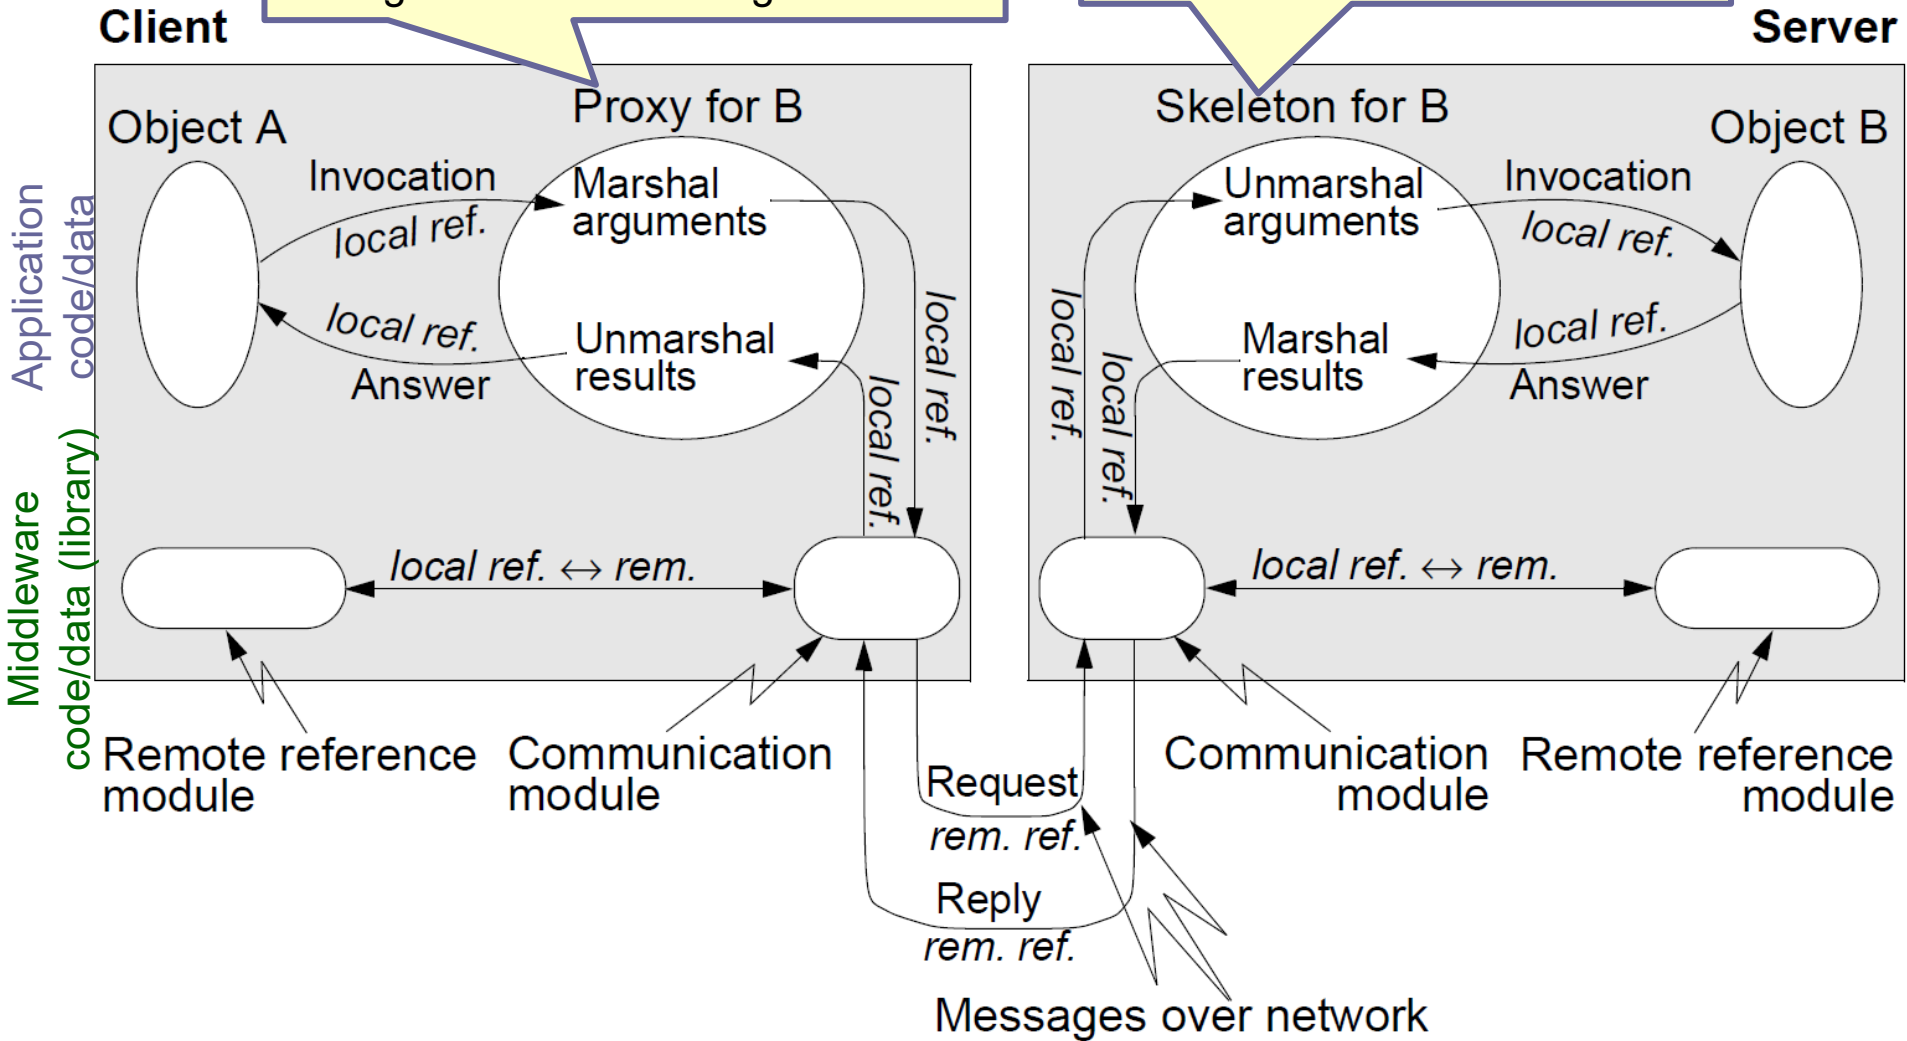 Client
Server
Proxy for B
Skeleton for B
Object A
Object B
Invocation
local ref.
Marshal
arguments
Unmarshal
arguments
Invocation
local ref.
local ref.
Answer
Unmarshal
results
local ref.
local ref.
local ref.
local ref.
Marshal
results
local ref.
Answer
Application
code/data
Middleware
code/data (library)
local ref. ↔ rem.
local ref. ↔ rem.
Remote reference
module
Communication
module
Communication
module
Remote reference
module
Request
rem. ref.
Reply
rem. ref.
Messages over network